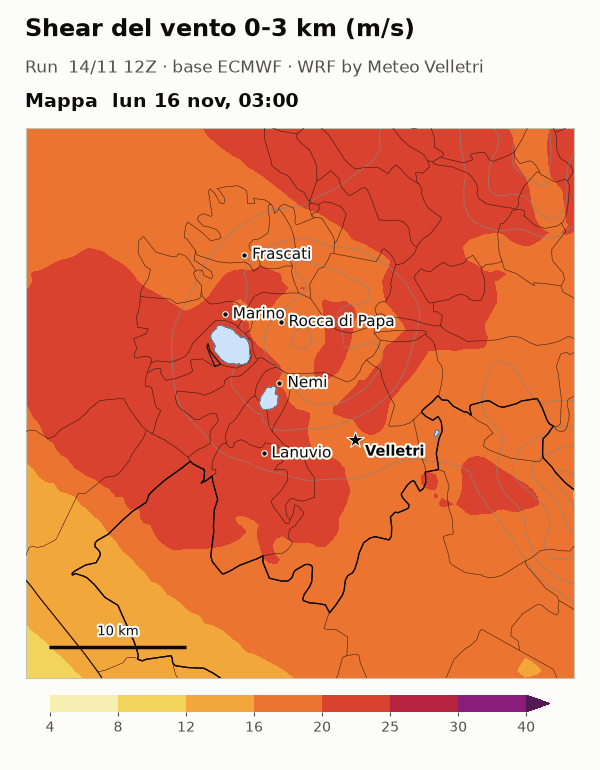 Shear del vento 0-3 km (m/s)
Run  14/11 12Z · base ECMWF · WRF by Meteo Velletri
Mappa  lun 16 nov, 03:00
Frascati
Marino
Rocca di Papa
Nemi
Velletri
Lanuvio
10 km
4 8 12 16 20 25 30 40